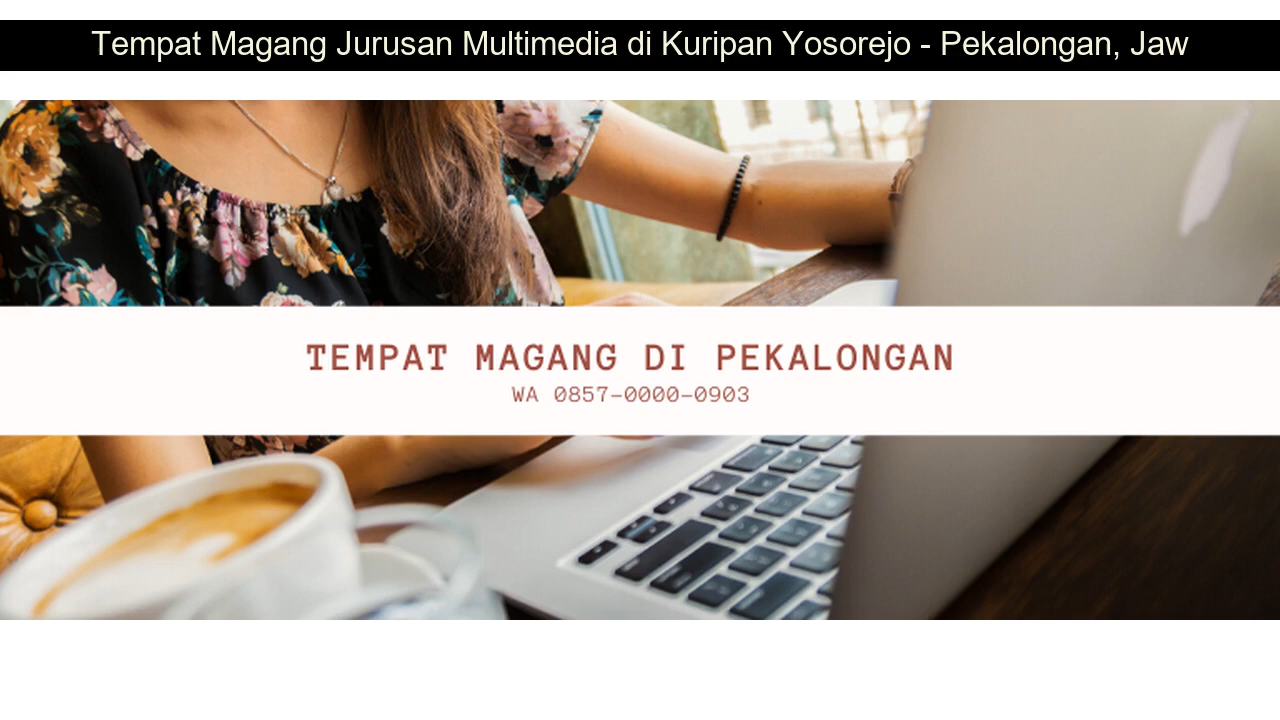 Tempat Magang Jurusan Multimedia di Kuripan Yosorejo - Pekalongan, Jaw
TEMPAT MAGANG DI PEKALONGAN
WA 0857-0000-0903